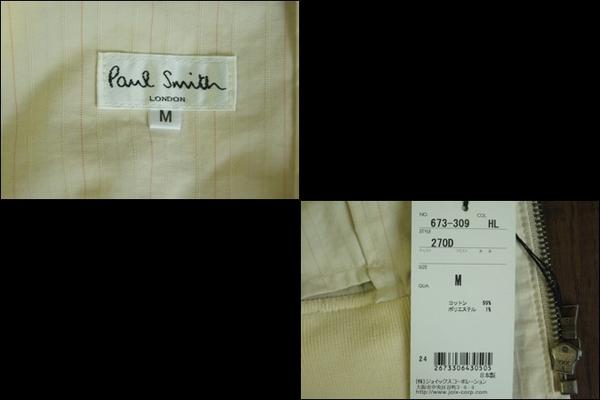 Paul Smith
LONDON
M
NO. 673-309 COL. HL
STYLE
270D
SIZE
M
QUA.
コットン 99%
ポリエステル 1%
24
2673306430505
日本製
(株)ジョイックスコーポレーション
http://www.joix-corp.com